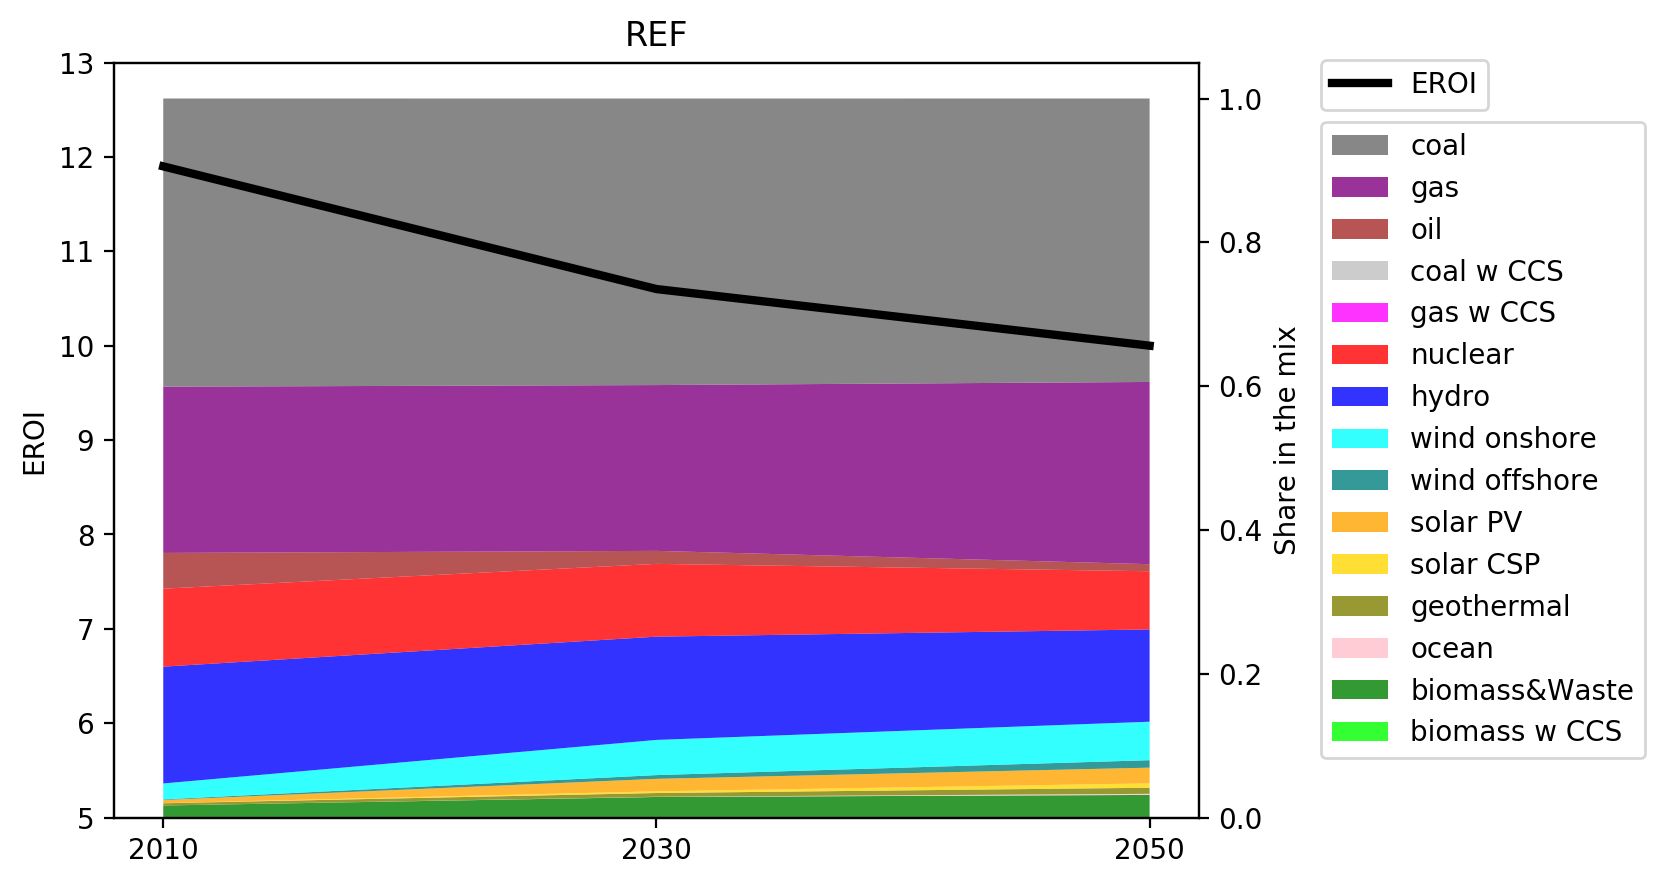 REF
13
12
11
10
9
8
7
6
5
EROI
2010
2030
2050
1.0
0.8
0.6
0.4
0.2
0.0
Share in the mix
EROI
coal
gas
oil
coal w CCS
gas w CCS
nuclear
hydro
wind onshore
wind offshore
solar PV
solar CSP
geothermal
ocean
biomass&Waste
biomass w CCS